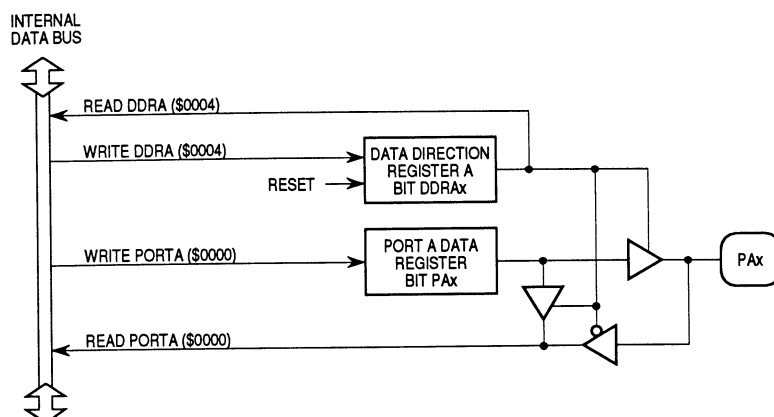 INTERNAL
DATA BUS
READ DDRA ($0004)
WRITE DDRA ($0004)
RESET
DATA DIRECTION
REGISTER A
BIT DDRAx
WRITE PORTA ($0000)
PORT A DATA
REGISTER
BIT PAx
PAx
READ PORTA ($0000)